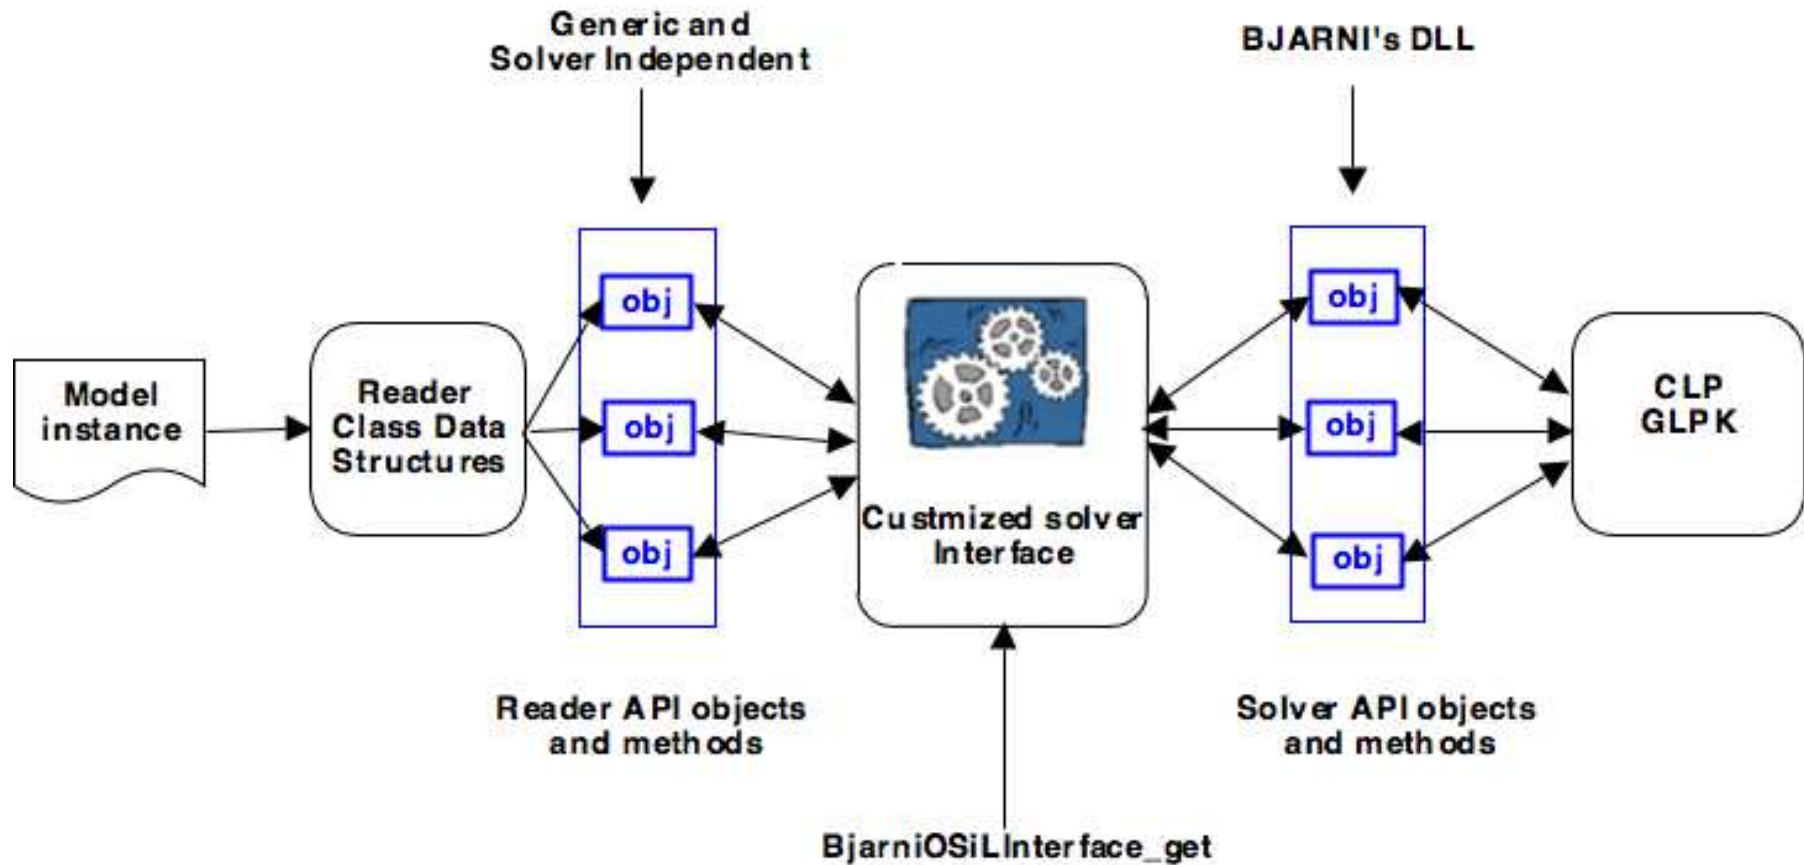 Generic and
Solver Independent
BJARNI's DLL
Model
instance
Reader
Class Data
Structures
obj
obj
obj
Custmized solver
Interface
obj
obj
obj
CLP
GLPK
Reader API objects
and methods
Solver API objects
and methods
BjarniOSiLInterface_get